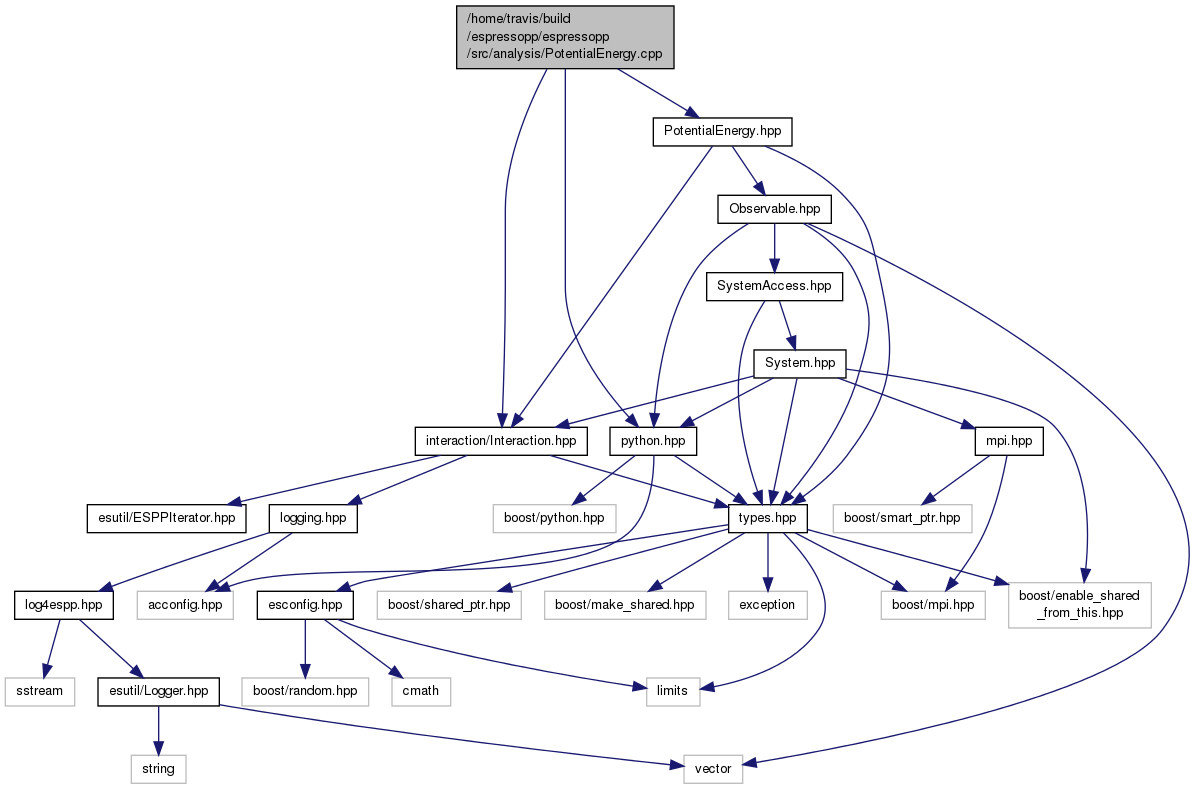 /home/travis/build
/espressopp/espressopp
/src/analysis/PotentialEnergy.cpp
PotentialEnergy.hpp
Observable.hpp
SystemAccess.hpp
System.hpp
interaction/Interaction.hpp
python.hpp
mpi.hpp
esutil/ESPPIterator.hpp
logging.hpp
boost/python.hpp
types.hpp
boost/smart_ptr.hpp
log4espp.hpp
acconfig.hpp
esconfig.hpp
boost/shared_ptr.hpp
boost/make_shared.hpp
exception
boost/mpi.hpp
boost/enable_shared
_from_this.hpp
sstream
esutil/Logger.hpp
boost/random.hpp
cmath
limits
string
vector